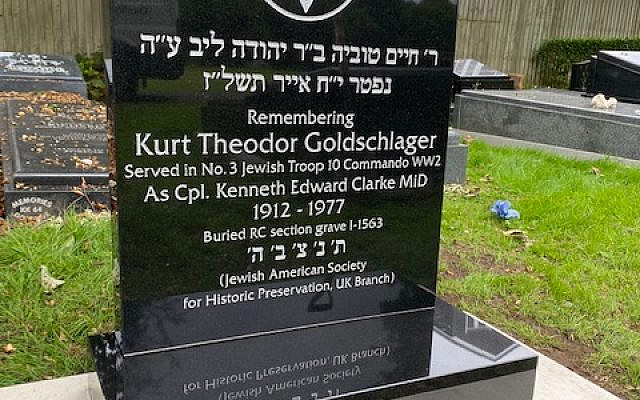 ר׳ חיים טוביה ב״ר יהודה ליב ע״ה
נפטר י״ח אייר תשל״ז
Remembering
Kurt Theodor Goldschlager
Served in No.3 Jewish Troop 10 Commando WW2
As Cpl. Kenneth Edward Clarke MiD
1912 - 1977
Buried RC section grave I-1563
ת׳ נ׳ צ׳ ב׳ ה׳
(Jewish American Society
for Historic Preservation, UK Branch)
MEMORIES